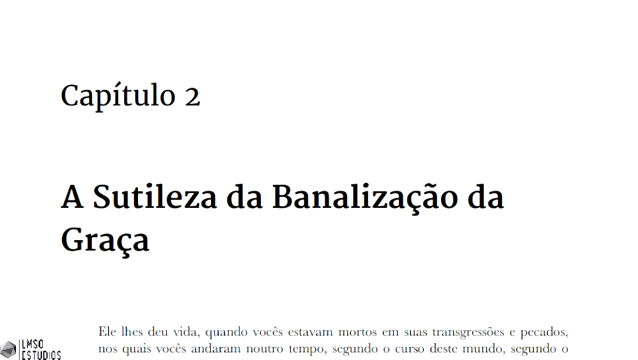 Capítulo 2
A Sutileza da Banalização da
Graça
Ele lhes deu vida, quando vocês estavam mortos em suas transgressões e pecados,
nos quais vocês andaram noutro tempo, segundo o curso deste mundo, segundo o
LMSO
ESTUDIOS